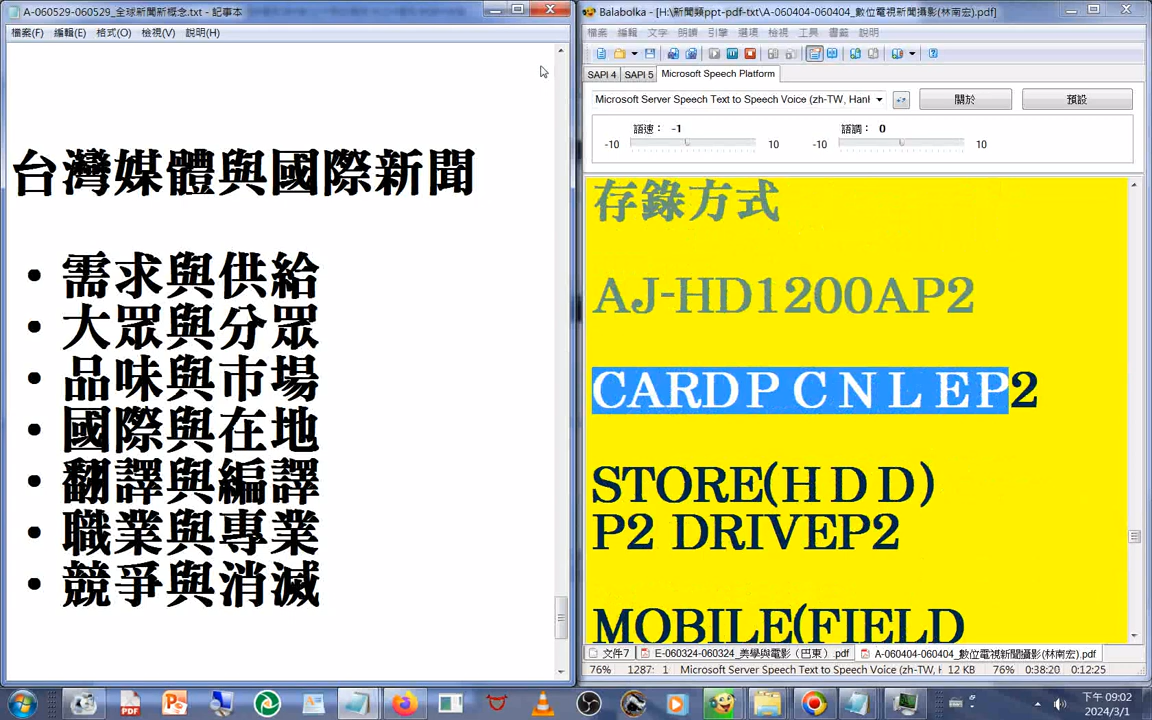 A-060529-060529_全球新聞新概念.txt - 記事本
檔案(F) 編輯(E) 格式(O) 檢視(V) 說明(H)
台灣媒體與國際新聞
• 需求與供給
• 大眾與分眾
• 品味與市場
• 國際與在地
• 翻譯與編譯
• 職業與專業
• 競爭與消滅
Balabolka - [H:\新聞類ppt-pdf-txt\A-060404-060404_數位電視新聞攝影(林南宏).pdf]
檔案 編輯 文字 朗讀 引擎 選項 檢視 工具 書籤 說明
SAPI 4 SAPI 5 Microsoft Speech Platform
Microsoft Server Speech Text to Speech Voice (zh-TW, Hanl
關於 預設
語速： -1 語調： 0
-10 10 -10 10
存錄方式
AJ-HD1200AP2
CARD P C N L E P2
STORE(H D D)
P2 DRIVEP2
MOBILE(FIELD
文件7 E-060324-060324_美學與電影（巴東）.pdf A-060404-060404_數位電視新聞攝影(林南宏).pdf
76% 1287: 1 Microsoft Server Speech Text to Speech Voice (zh-TW, H 12 KB 76% 0:38:20 0:12:25
下午 09:02
2024/3/1